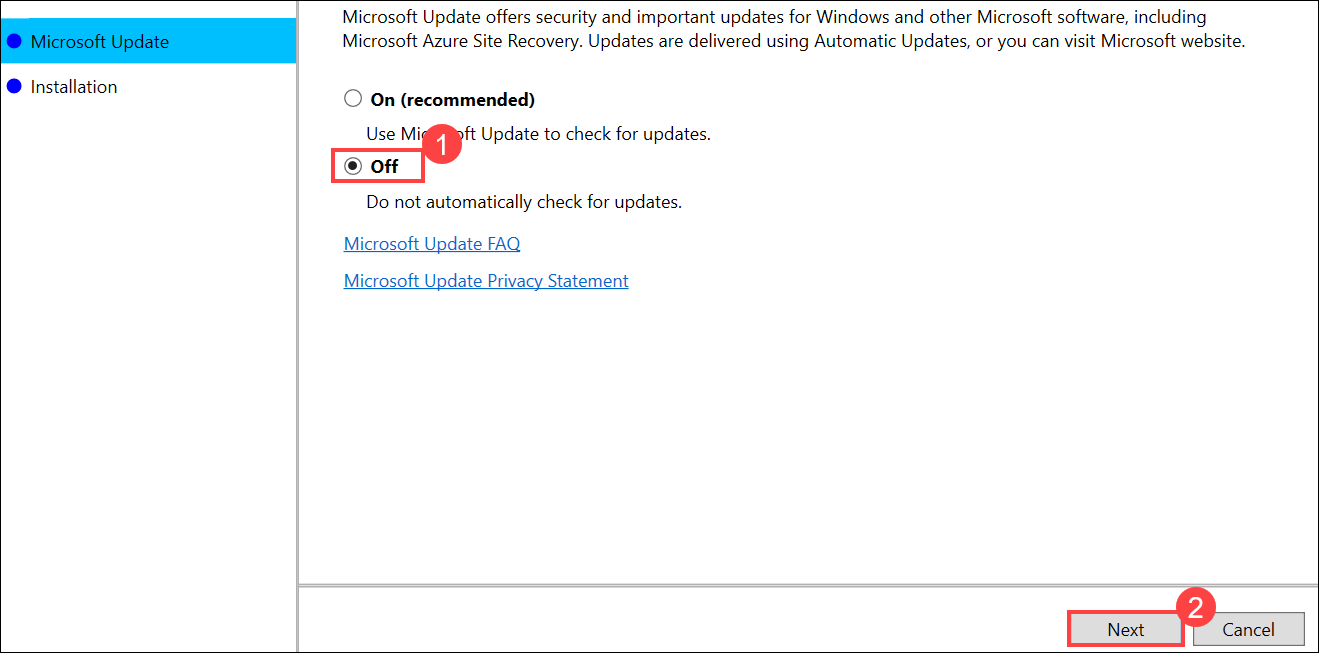 Microsoft Update offers security and important updates for Windows and other Microsoft software, including
Microsoft Update
Microsoft Azure Site Recovery. Updates are delivered using Automatic Updates, or you can visit Microsoft website.
Installation
On (recommended)
Use Microsoft Update to check for updates.
1
Off
Do not automatically check for updates.
Microsoft Update FAQ
Microsoft Update Privacy Statement
2
Next
Cancel